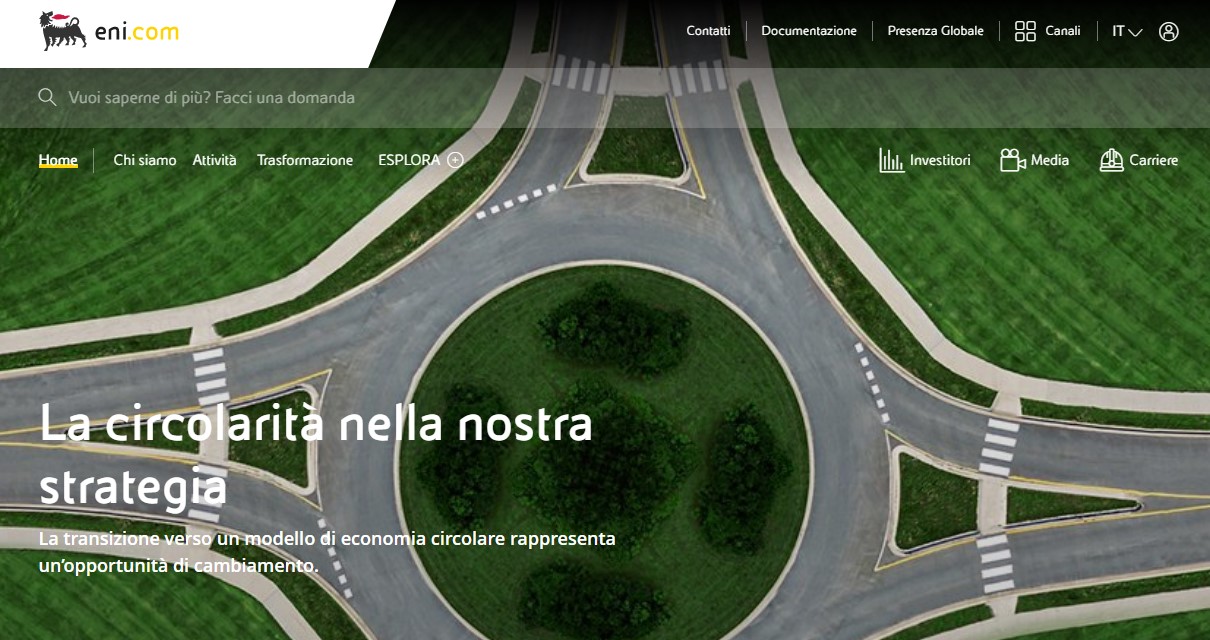 eni.com
Contatti
Documentazione
Presenza Globale
Canali
IT
Vuoi saperne di più? Facci una domanda
Home
Chi siamo
Attività
Trasformazione
ESPLORA
Investitori
Media
Carriere
La circolarità nella nostra
strategia
La transizione verso un modello di economia circolare rappresenta
un'opportunità di cambiamento.